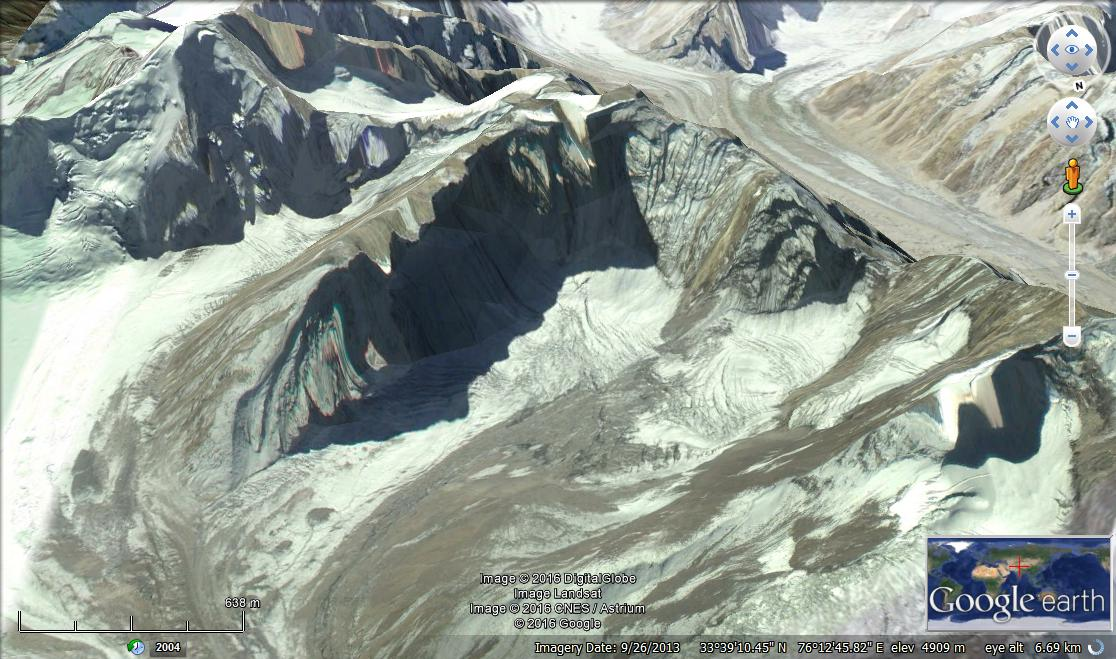 N
638 m
Image © 2016 DigitalGlobe
Image Landsat
Image © 2016 CNES / Astrium
© 2016 Google
Google earth
2004
Imagery Date: 9/26/2013 33°39'10.45" N 76°12'45.82" E elev 4909 m eye alt 6.69 km